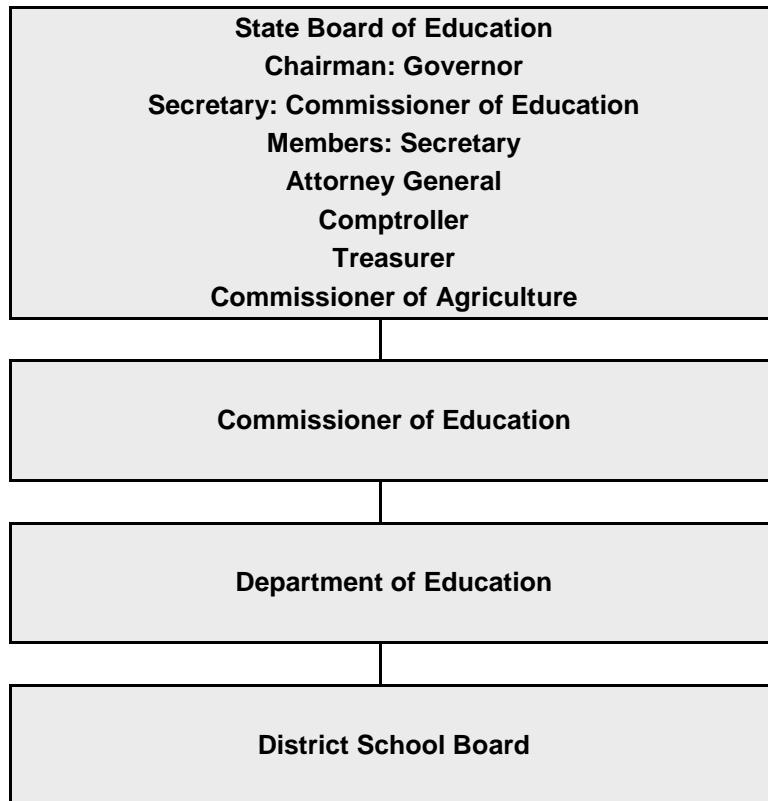 State Board of Education
Chairman: Governor
Secretary: Commissioner of Education
Members: Secretary
Attorney General
Comptroller
Treasurer
Commissioner of Agriculture
Commissioner of Education
Department of Education
District School Board